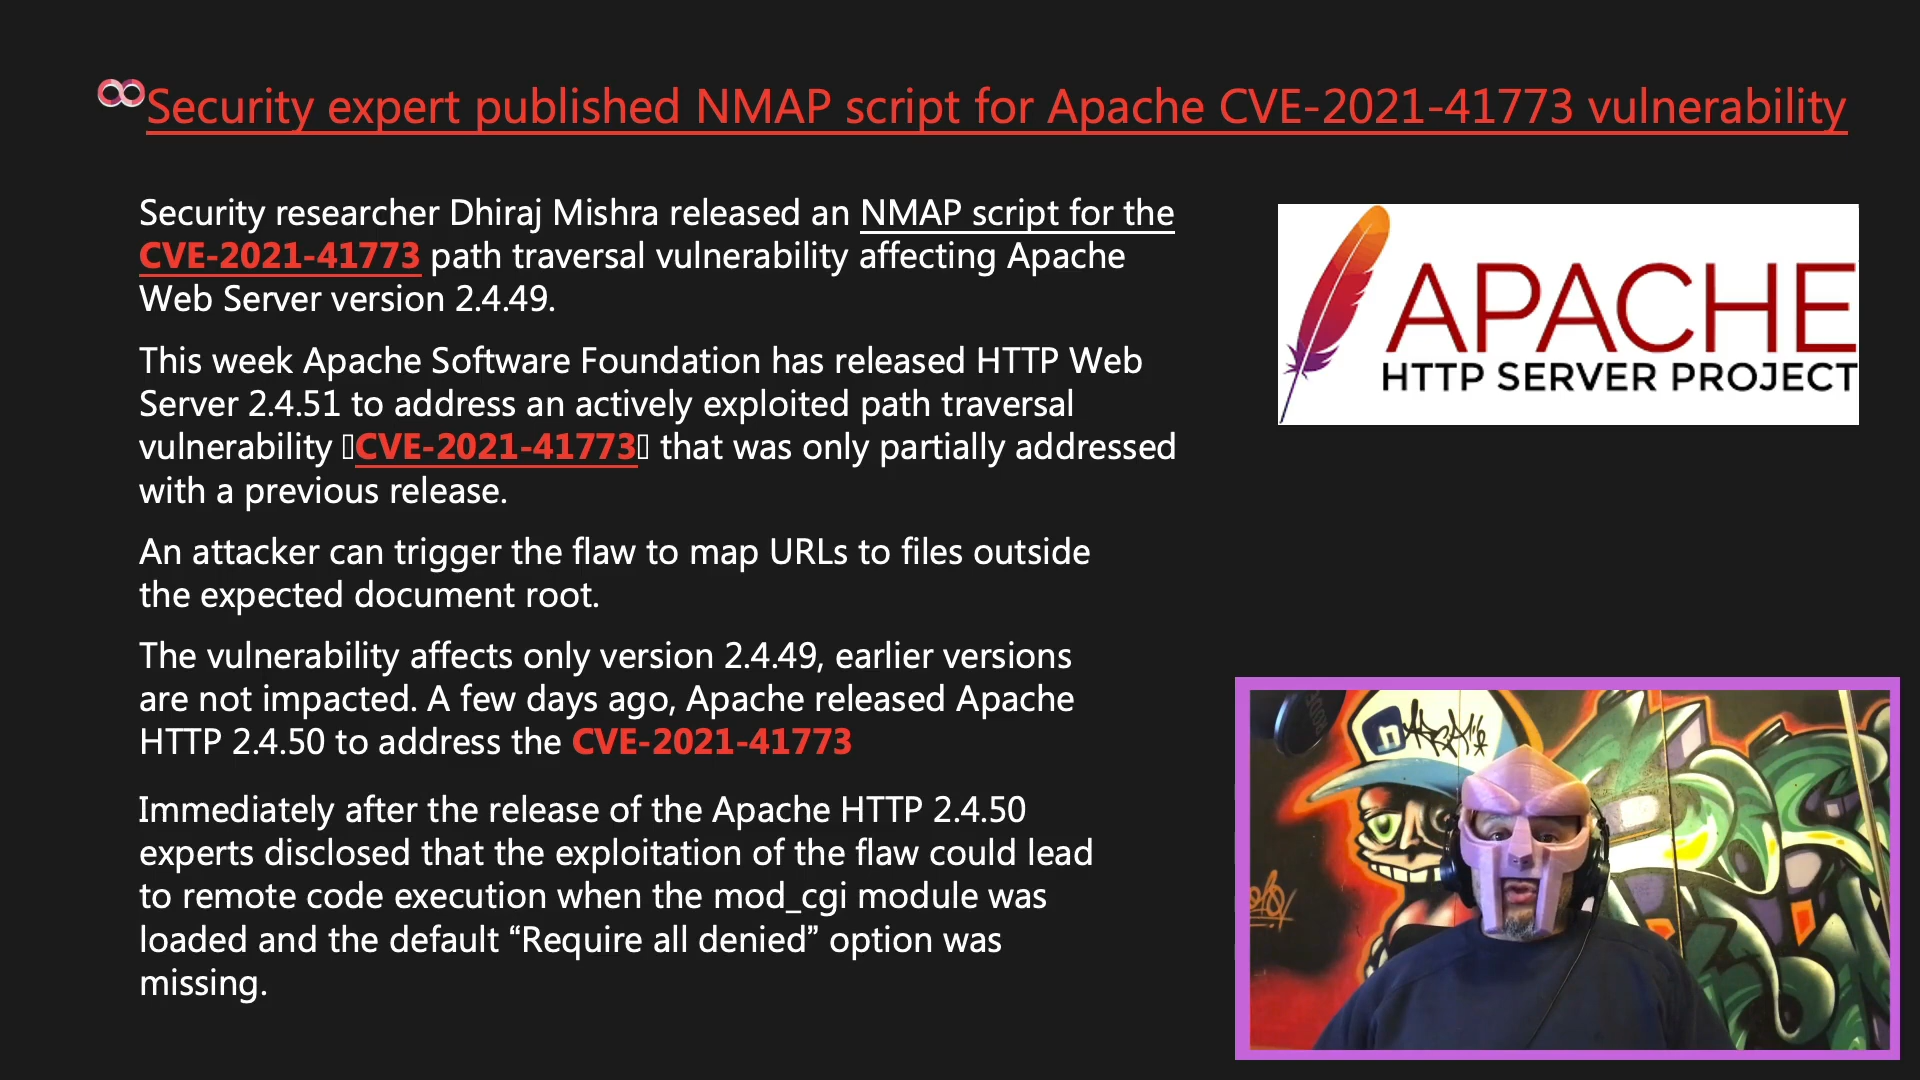 Security expert published NMAP script for Apache CVE-2021-41773 vulnerability
Security researcher Dhiraj Mishra released an NMAP script for the
CVE-2021-41773 path traversal vulnerability affecting Apache
Web Server version 2.4.49.
This week Apache Software Foundation has released HTTP Web
Server 2.4.51 to address an actively exploited path traversal
vulnerability CVE-2021-41773 that was only partially addressed
with a previous release.
An attacker can trigger the flaw to map URLs to files outside
the expected document root.
The vulnerability affects only version 2.4.49, earlier versions
are not impacted. A few days ago, Apache released Apache
HTTP 2.4.50 to address the CVE-2021-41773
Immediately after the release of the Apache HTTP 2.4.50
experts disclosed that the exploitation of the flaw could lead
to remote code execution when the mod_cgi module was
loaded and the default “Require all denied” option was
missing.
APACHE
HTTP SERVER PROJECT